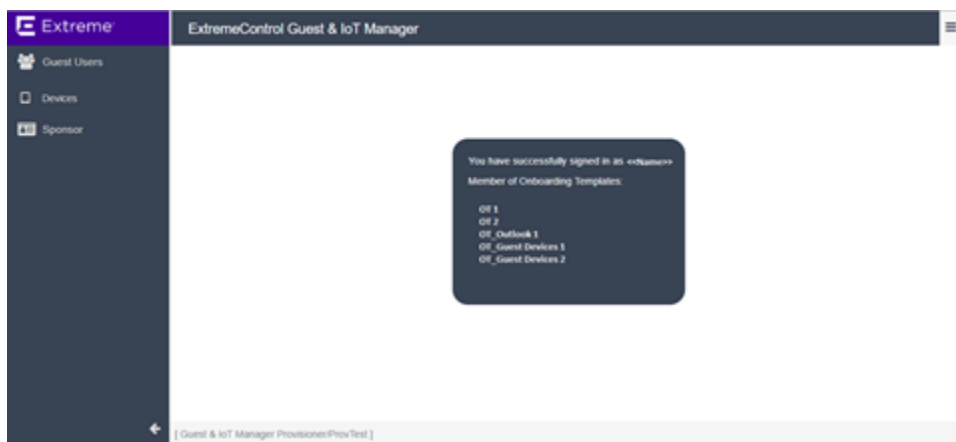 Extreme
ExtremeControl Guest & IoT Manager
Guest Users
Devices
Sponsor
You have successfully signed in as <<Name>>
Member of Onboarding Templates:
OT 1
OT 2
OT_Outlook 1
OT_Guest Devices 1
OT_Guest Devices 2
[ Guest & IoT Manager Provisioner/ProvTest ]